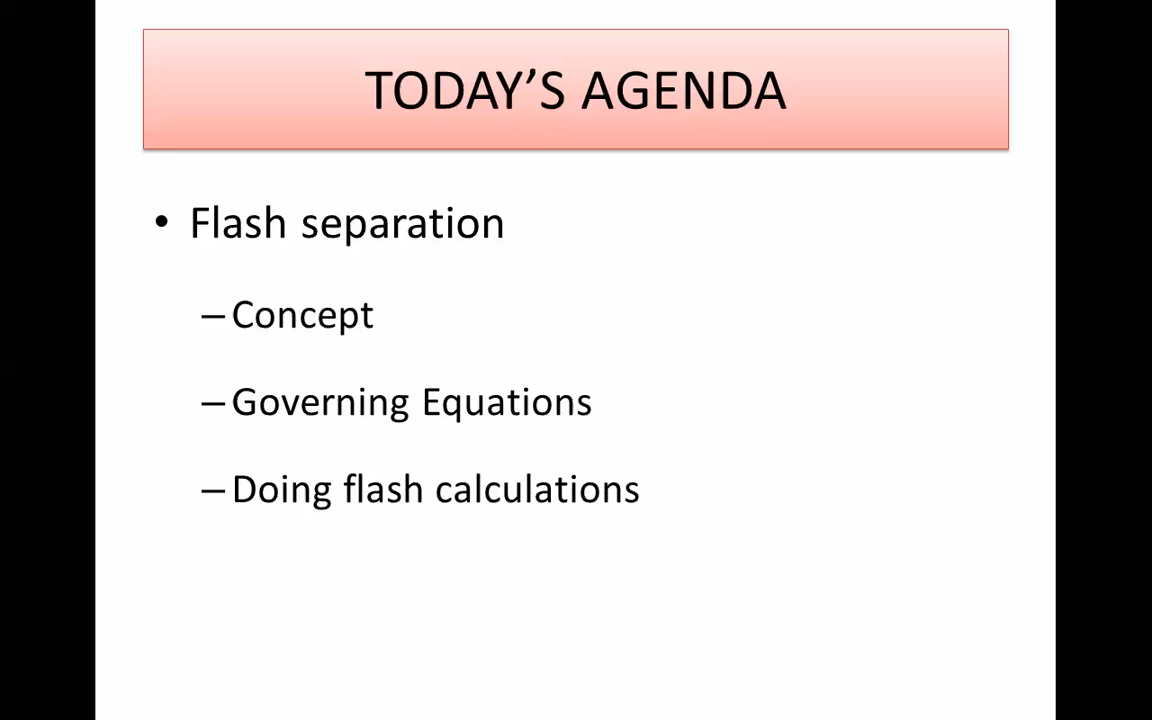 TODAY’S AGENDA
• Flash separation
– Concept
– Governing Equations
– Doing flash calculations